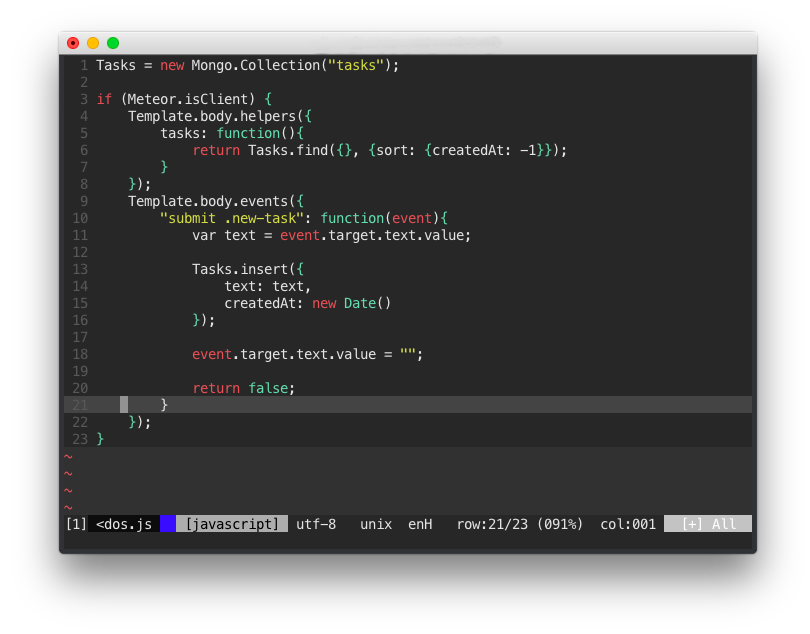 1 Tasks = new Mongo.Collection("tasks");
2
3 if (Meteor.isClient) {
4     Template.body.helpers({
5         tasks: function(){
6             return Tasks.find({}, {sort: {createdAt: -1}});
7         }
8     });
9     Template.body.events({
10         "submit .new-task": function(event){
11             var text = event.target.text.value;
12
13             Tasks.insert({
14                 text: text,
15                 createdAt: new Date()
16             });
17
18             event.target.text.value = "";
19
20             return false;
21         }
22     });
23 }
~
~
~
~
[1] <dos.js [javascript] utf-8 unix enH row:21/23 (091%) col:001 [+] All